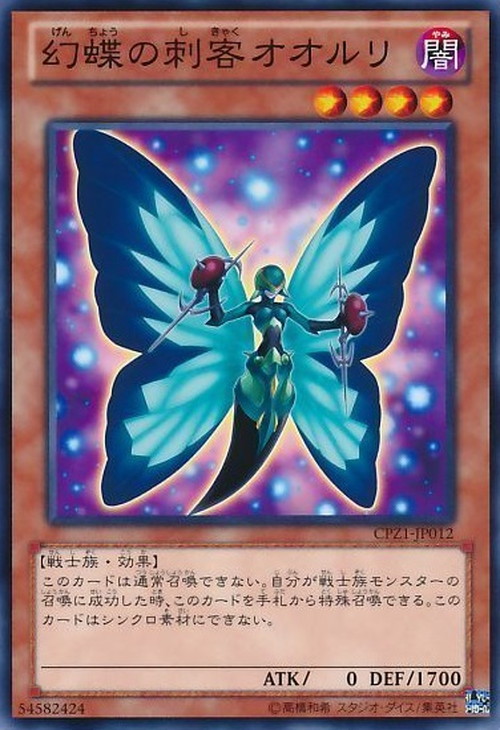 幻蝶の刺客オオルリ
げん ちょう し きゃく
闇
やみ
CPZ1-JP012
【戦士族・効果】
このカードは通常召喚できない。自分が戦士族モンスターの
召喚に成功した時、このカードを手札から特殊召喚できる。この
カードはシンクロ素材にできない。
ATK/ 0 DEF/1700
54582424
©高橋和希 スタジオ・ダイス/集英社